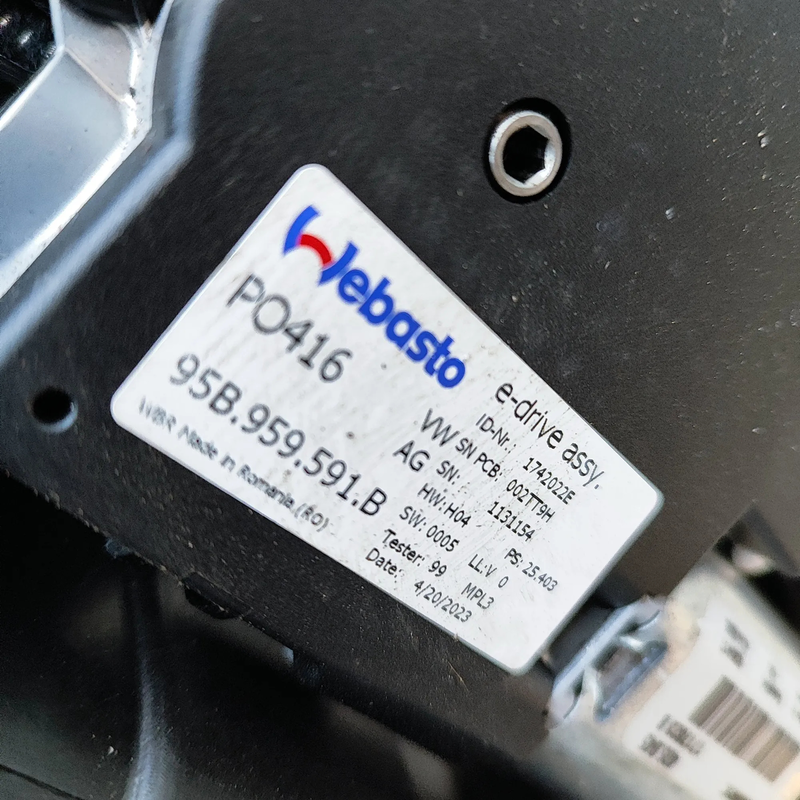 Webasto
PO416
95B.959.591.B
WBR Made in Romania (RO)
e-drive assy.
VW AG
ID-Nr.: 1742022E
SN PCB: 002TT9H
SN: 1131154
HW: H04 PS: 25.403
SW: 0005 LL:V 0
Tester: 99 MPL3
Date: 4/20/2023